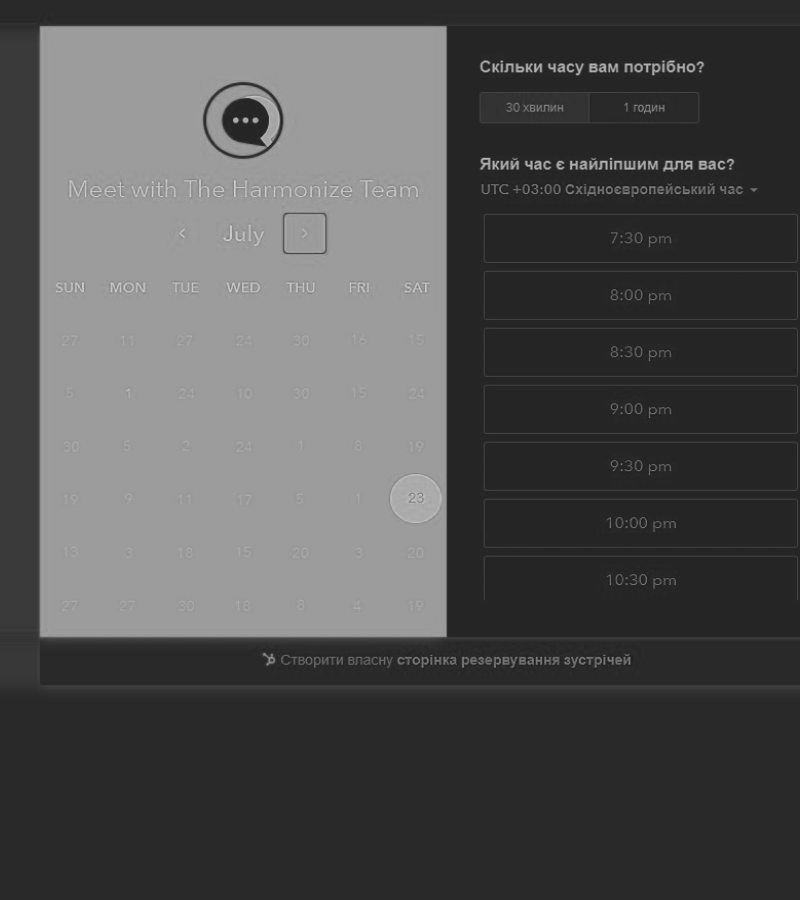 Meet with The Harmonize Team
July
SUN MON TUE WED THU FRI SAT
27 11 27 24 30 16 15
5 1 24 10 30 15 24
30 5 2 24 1 8 19
19 9 11 17 5 1 23
13 3 18 15 20 3 20
27 27 30 18 8 4 19
Скільки часу вам потрібно?
30 хвилин 1 годин
Який час є найліпшим для вас?
UTC +03:00 Східноєвропейський час
7:30 pm
8:00 pm
8:30 pm
9:00 pm
9:30 pm
10:00 pm
10:30 pm
Створити власну сторінка резервування зустрічей